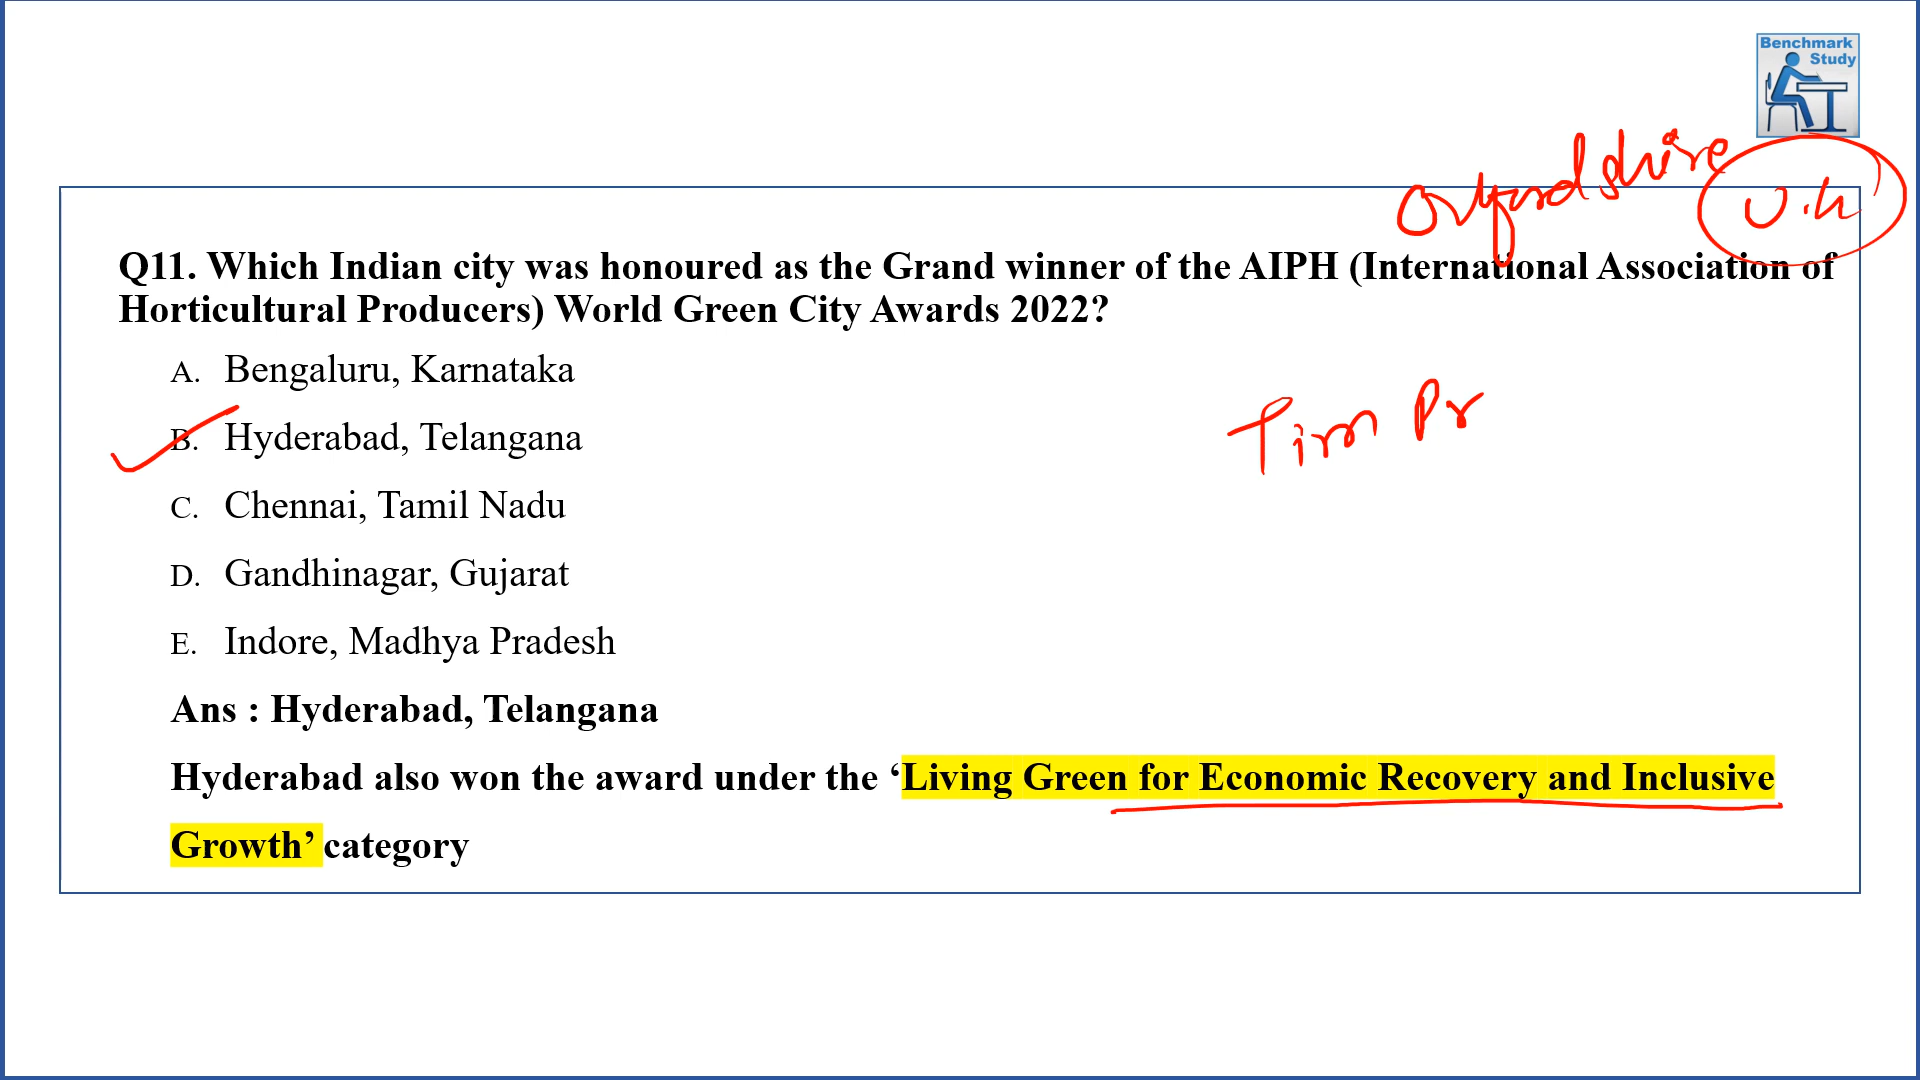 Benchmark
Study
Oxfordshire
U.K
Q11. Which Indian city was honoured as the Grand winner of the AIPH (International Association of
Horticultural Producers) World Green City Awards 2022?
A. Bengaluru, Karnataka
B. Hyderabad, Telangana
C. Chennai, Tamil Nadu
D. Gandhinagar, Gujarat
E. Indore, Madhya Pradesh
Ans : Hyderabad, Telangana
Hyderabad also won the award under the ‘Living Green for Economic Recovery and Inclusive
Growth’ category